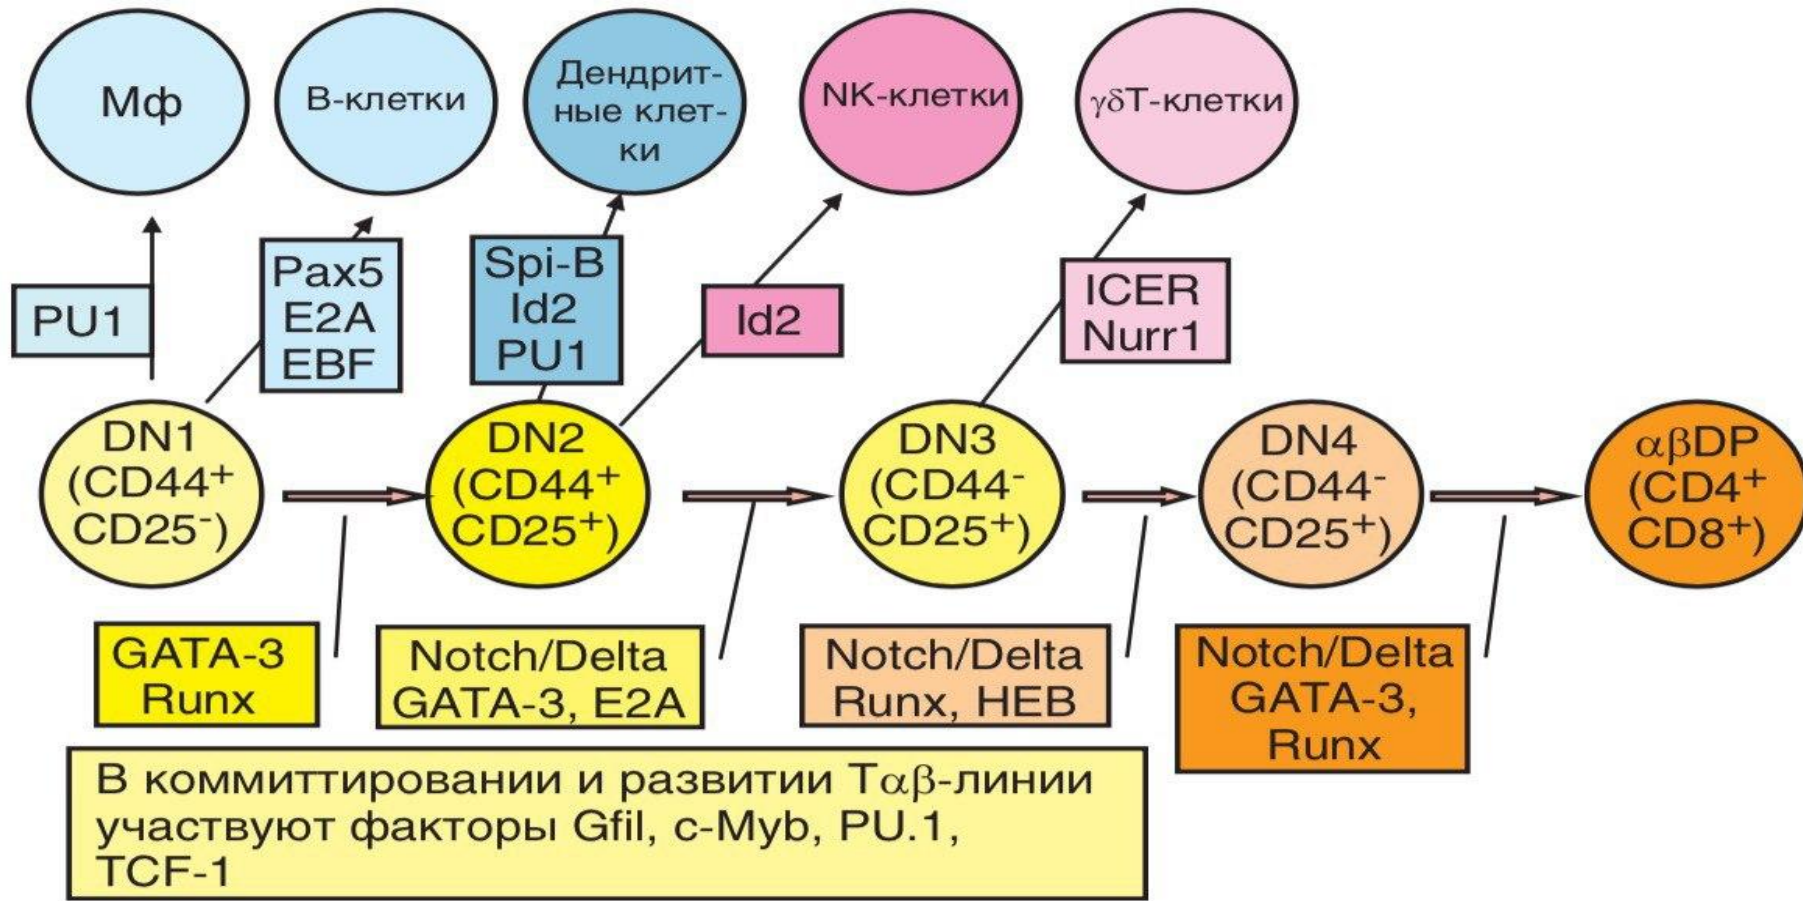 Мф
В-клетки
Дендрит-
ные клет-
ки
NK-клетки
γδT-клетки
PU1
Pax5
E2A
EBF
Spi-B
Id2
PU1
Id2
ICER
Nurr1
DN1
(CD44⁺
CD25⁻)
DN2
(CD44⁺
CD25⁺)
DN3
(CD44⁻
CD25⁺)
DN4
(CD44⁻
CD25⁺)
αβDP
(CD4⁺
CD8⁺)
GATA-3
Runx
Notch/Delta
GATA-3, E2A
Notch/Delta
Runx, HEB
Notch/Delta
GATA-3,
Runx
В коммиттировании и развитии Tαβ-линии
участвуют факторы Gfil, c-Myb, PU.1,
TCF-1